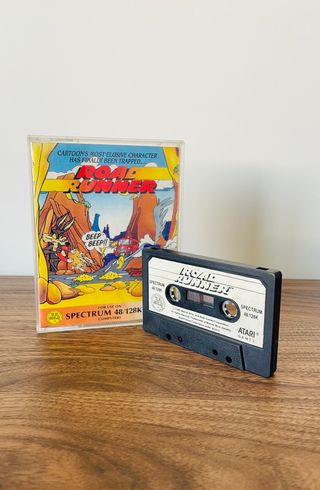 CARTOON'S MOST ELUSIVE CHARACTER
HAS FINALLY BEEN TRAPPED...
ROAD
RUNNER
BEEP
BEEP!!
FOR USE ON
SPECTRUM 48/128K
COMPUTERS
ROAD
RUNNER
SPECTRUM
48/128K
SPECTRUM
48/128K
ATARI
GAMES